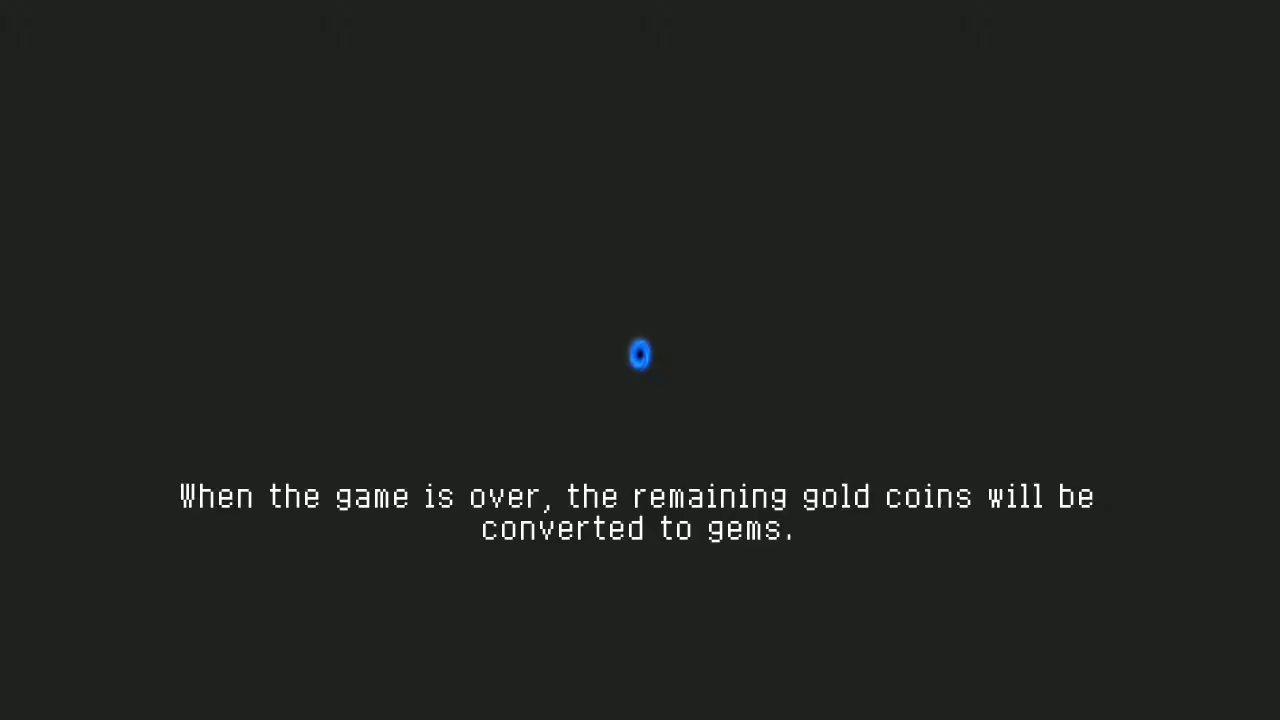 When the game is over, the remaining gold coins will be
converted to gems.